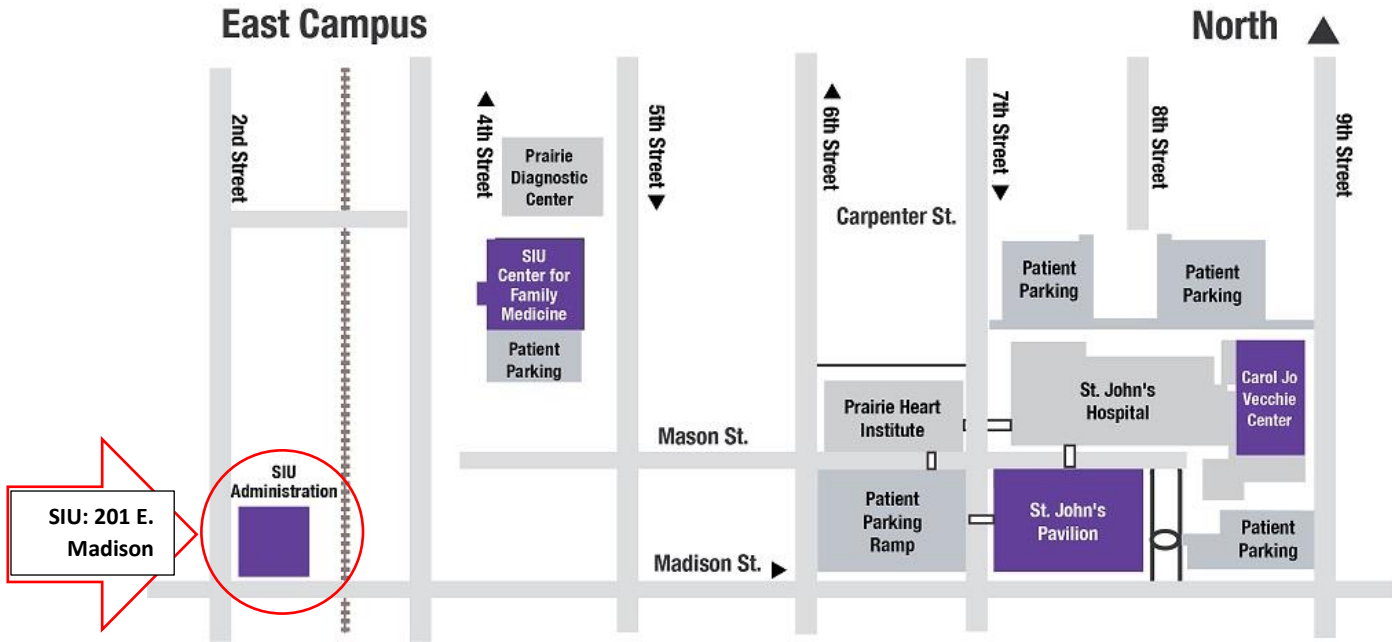 East Campus
North
2nd Street
4th Street
5th Street
6th Street
7th Street
8th Street
9th Street
Prairie
Diagnostic
Center
Carpenter St.
SIU
Center for
Family
Medicine
Patient
Parking
Patient
Parking
Patient
Parking
St. John's
Hospital
Carol Jo
Vecchie
Center
Prairie Heart
Institute
Mason St.
SIU
Administration
SIU: 201 E.
Madison
Patient
Parking
Ramp
St. John's
Pavilion
Patient
Parking
Madison St.